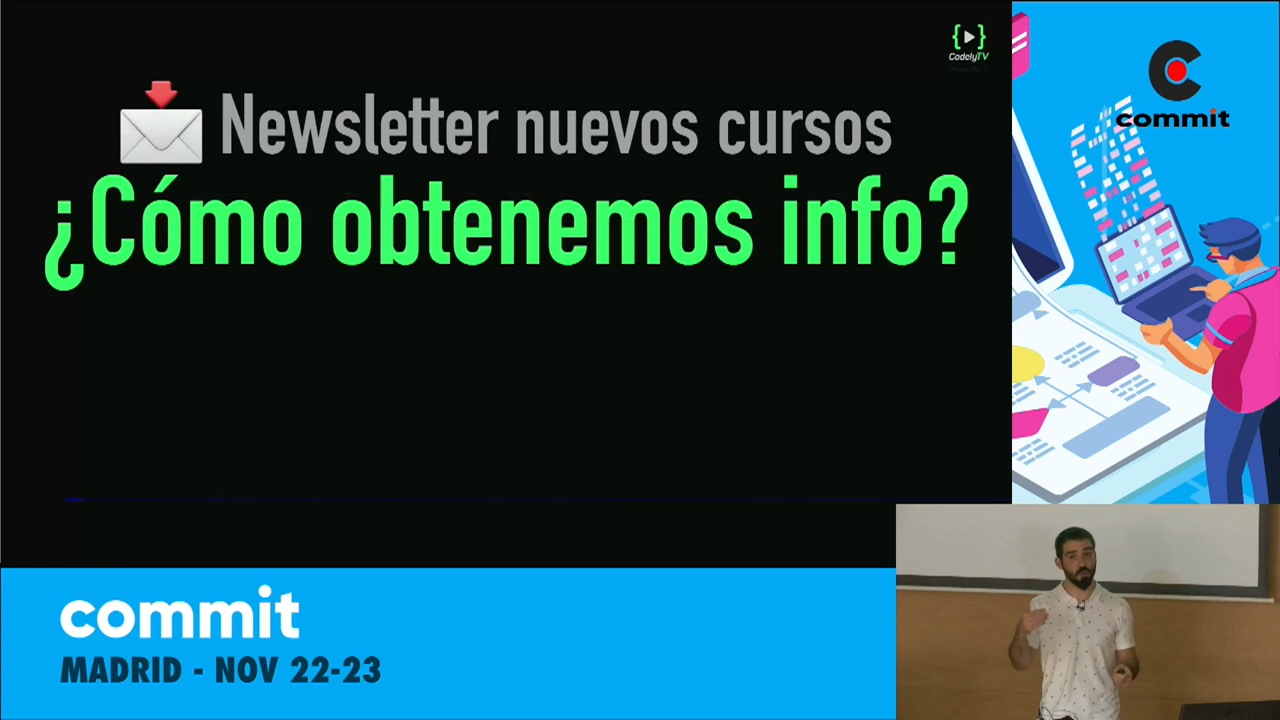 CodelyTV
Newsletter nuevos cursos
¿Cómo obtenemos info?
commit
commit
MADRID - NOV 22-23